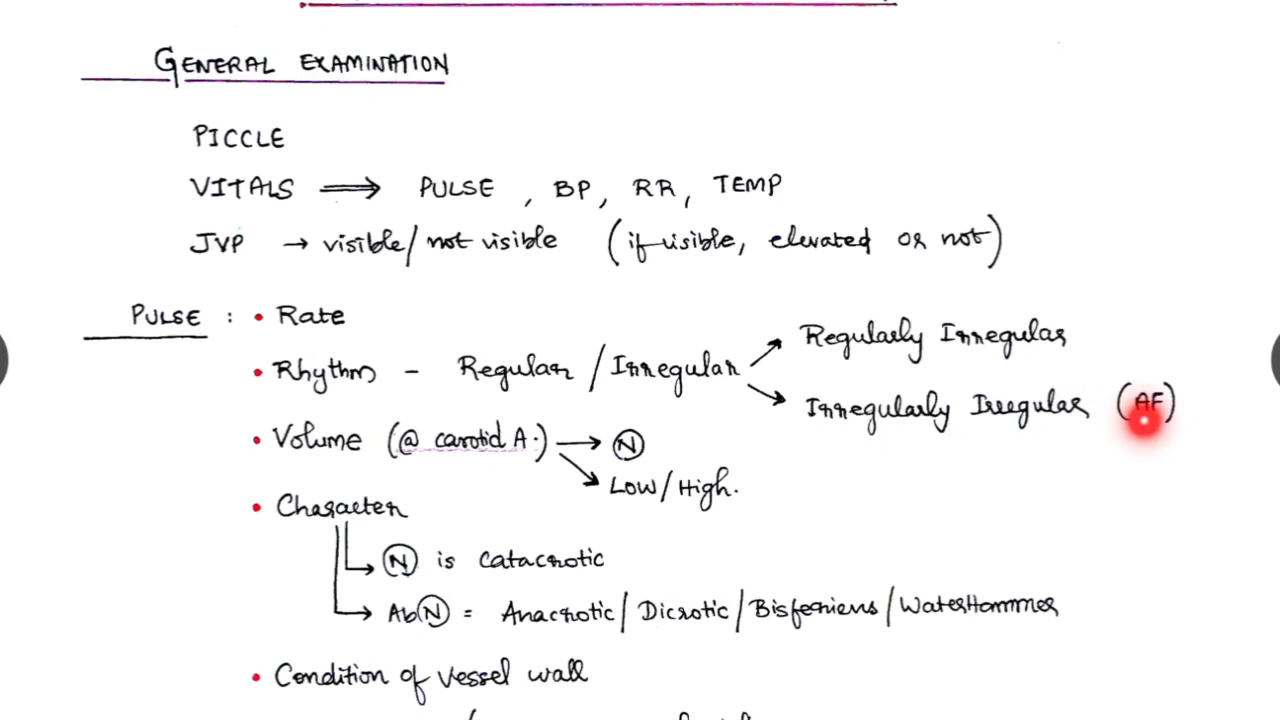 GENERAL EXAMINATION
PICCLE
VITALS ⟹ PULSE, BP, RR, TEMP
JVP → visible/not visible (if visible, elevated or not)
PULSE : • Rate
• Rhythm - Regular / Irregular
Regularly Irregular
Irregularly Irregular (AF)
• Volume (@ carotid A.) → N
Low/High.
• Character
N is catacrotic
AbN = Anacrotic/Dicrotic/Bisferiens/WaterHammer
• Condition of vessel wall